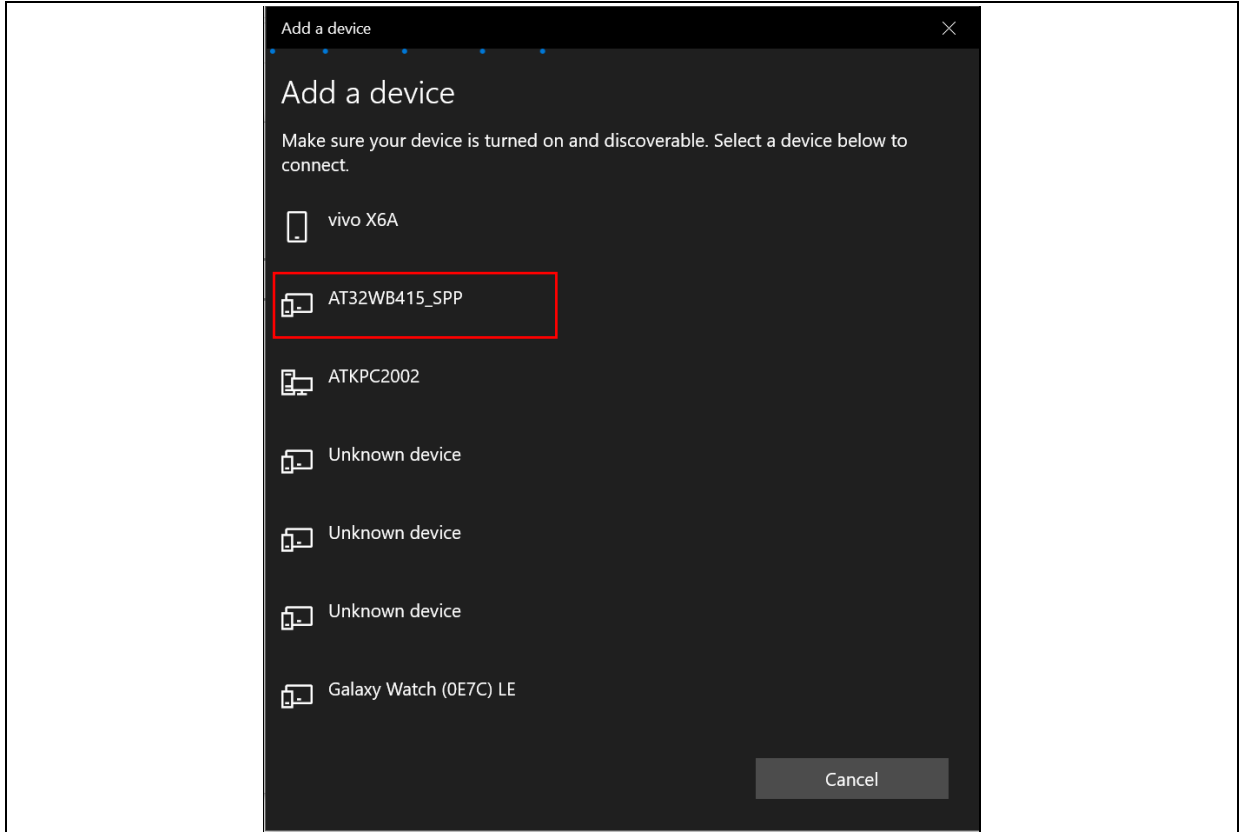 Add a device
Add a device
Make sure your device is turned on and discoverable. Select a device below to
connect.
vivo X6A
AT32WB415_SPP
ATKPC2002
Unknown device
Unknown device
Unknown device
Galaxy Watch (0E7C) LE
Cancel